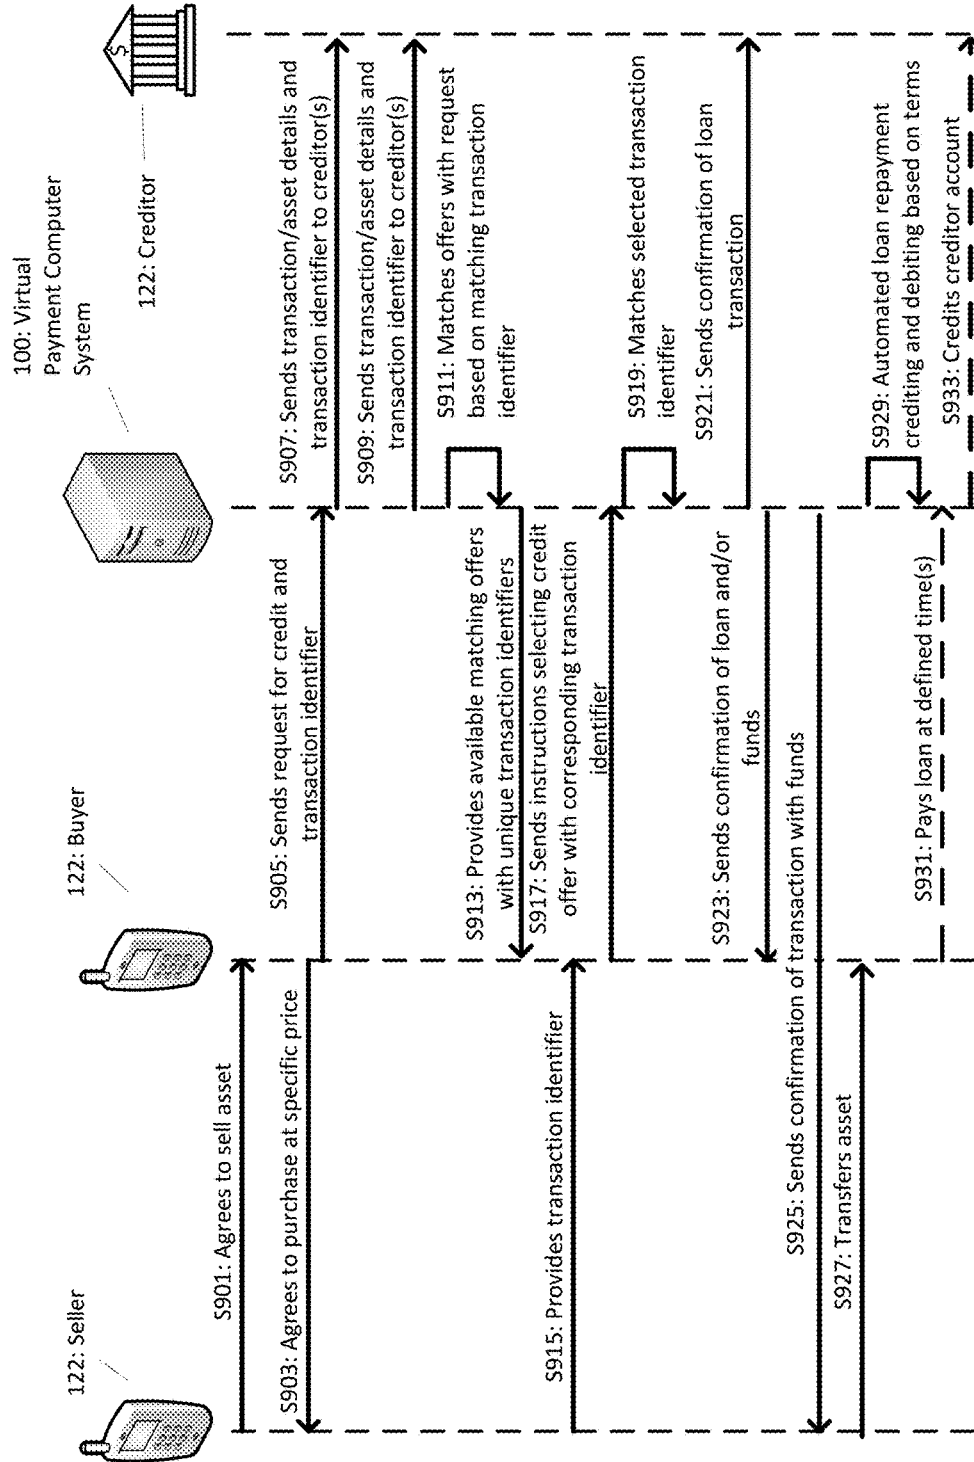 122: Seller
122: Buyer
100: Virtual
Payment Computer
System
122: Creditor
$
S901: Agrees to sell asset
S903: Agrees to purchase at specific price
S905: Sends request for credit and
transaction identifier
S907: Sends transaction/asset details and
transaction identifier to creditor(s)
S909: Sends transaction/asset details and
transaction identifier to creditor(s)
S911: Matches offers with request
based on matching transaction
identifier
S913: Provides available matching offers
with unique transaction identifiers
S915: Provides transaction identifier
S917: Sends instructions selecting credit
offer with corresponding transaction
identifier
S919: Matches selected transaction
identifier
S921: Sends confirmation of loan
transaction
S923: Sends confirmation of loan and/or
funds
S925: Sends confirmation of transaction with funds
S927: Transfers asset
S929: Automated loan repayment
crediting and debiting based on terms
S931: Pays loan at defined time(s)
S933: Credits creditor account